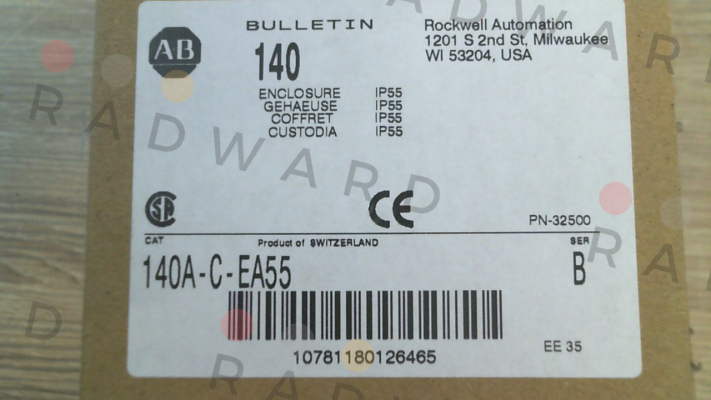 AB
BULLETIN
140
Rockwell Automation
1201 S 2nd St, Milwaukee
WI 53204, USA
ENCLOSURE IP55
GEHAEUSE IP55
COFFRET IP55
CUSTODIA IP55
RADWARD
SA
CE
PN-32500
CAT Product of SWITZERLAND SER
140A-C-EA55 B
10781180126465
EE 35